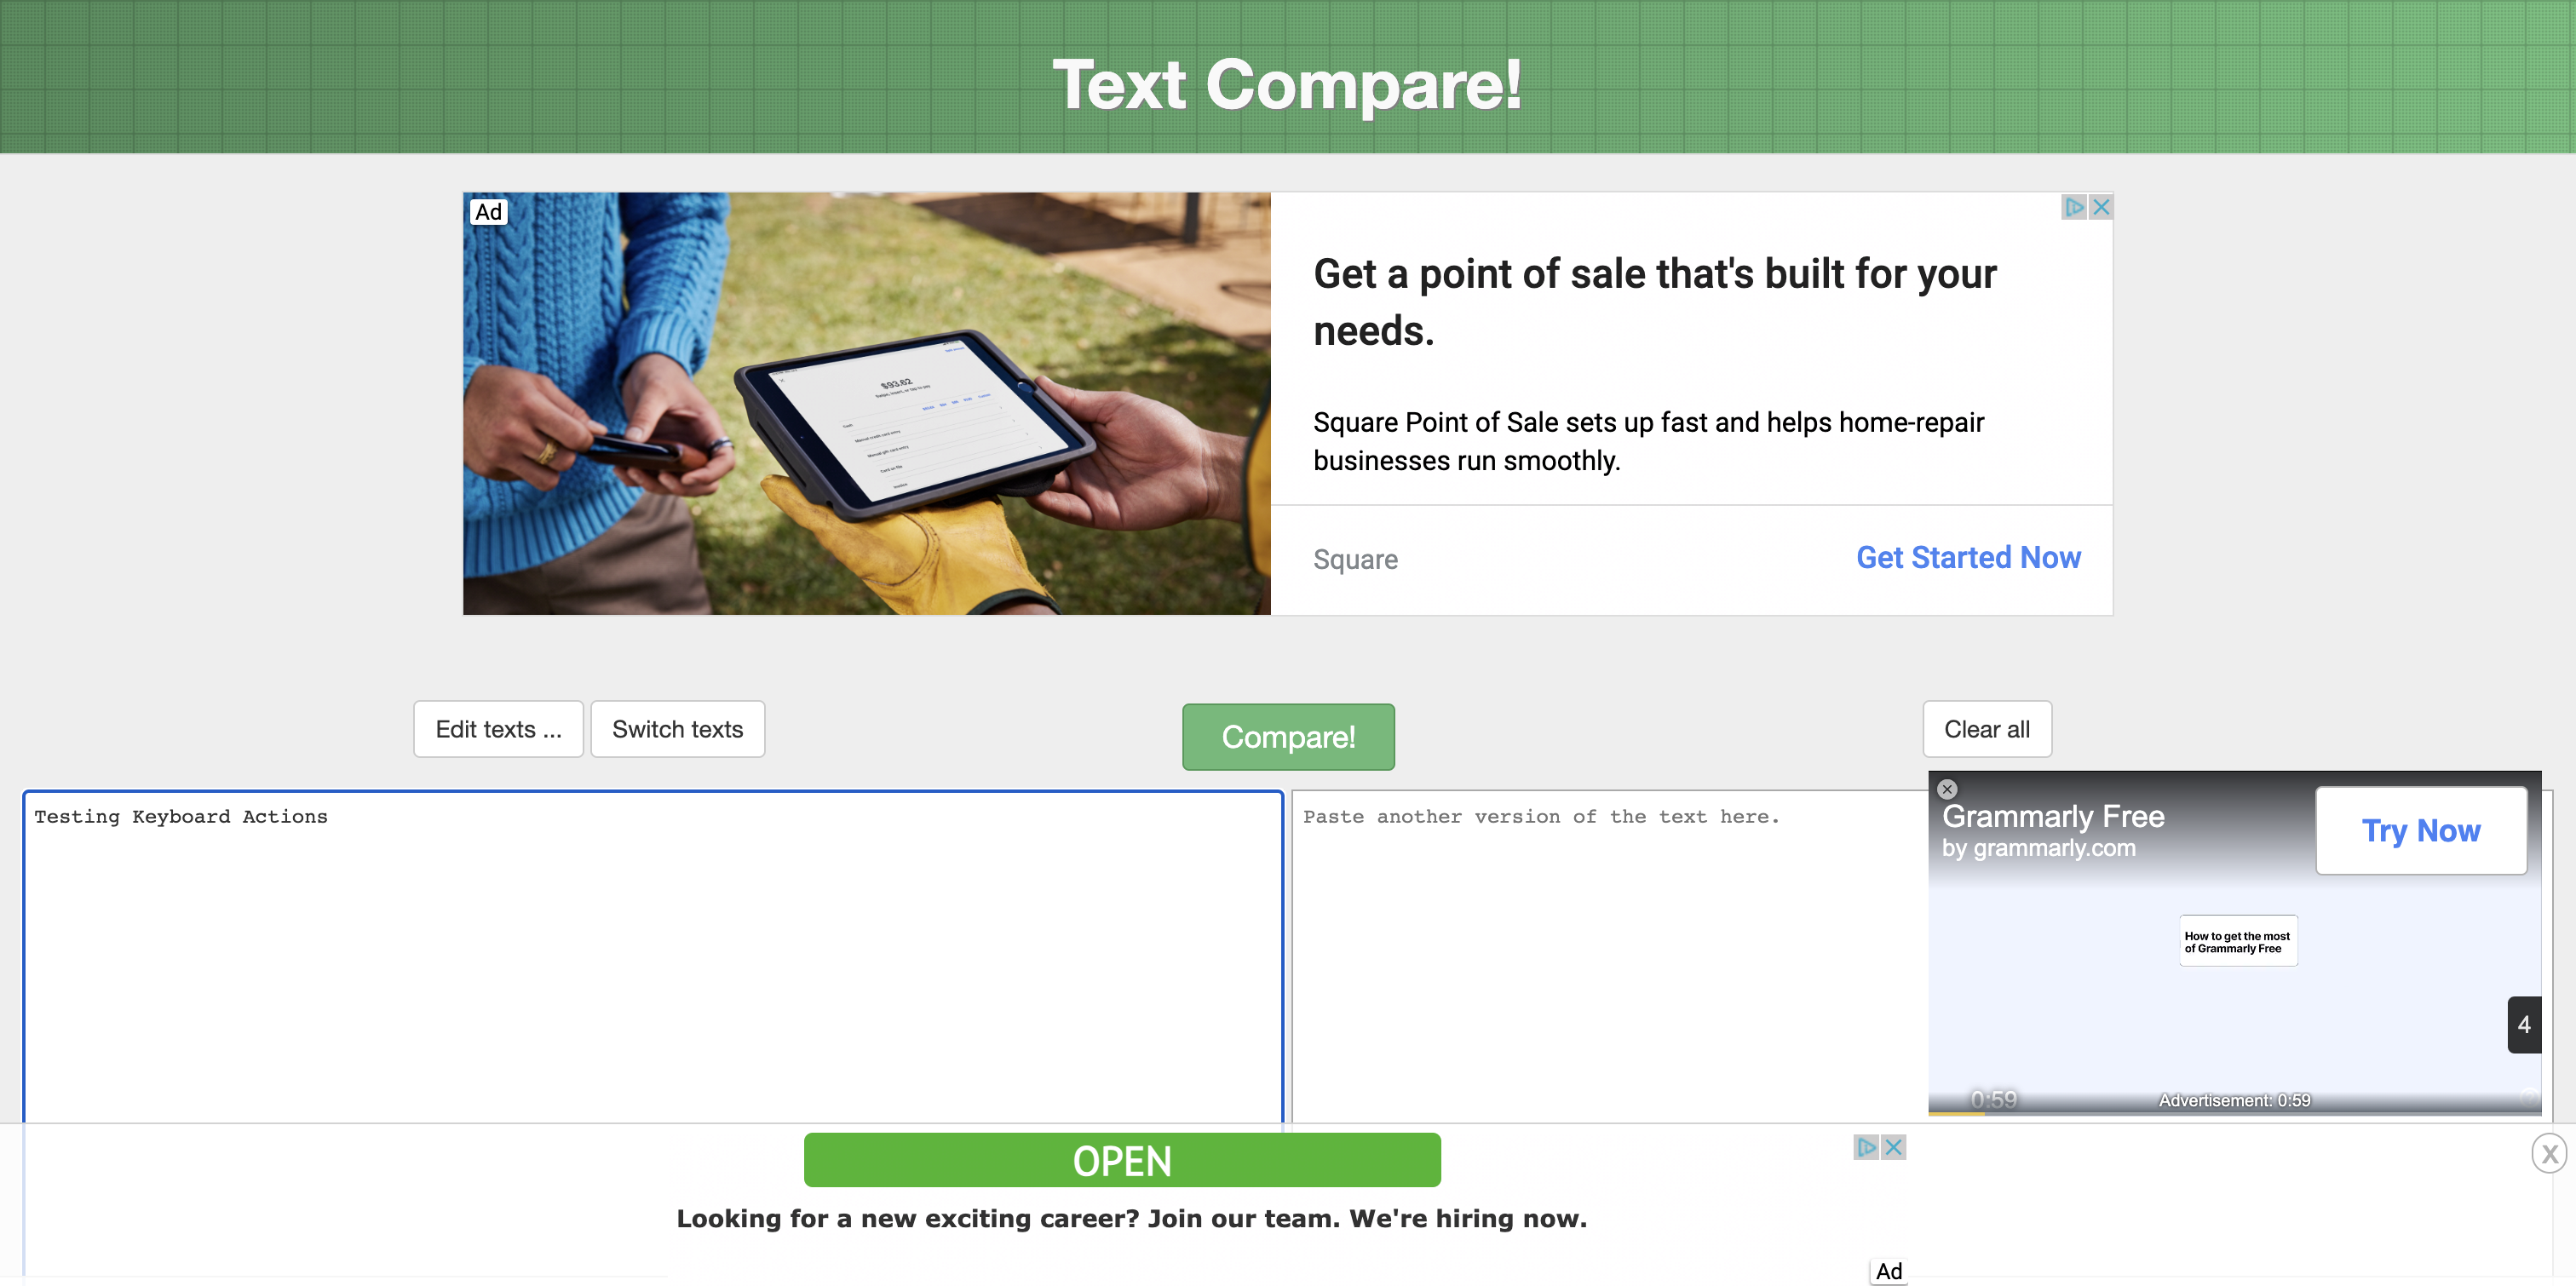 Text Compare!
Ad
Get a point of sale that's built for your
needs.
$93.62
Square Point of Sale sets up fast and helps home-repair
businesses run smoothly.
Square
Get Started Now
Edit texts ...
Switch texts
Compare!
Clear all
Testing Keyboard Actions
Paste another version of the text here.
Grammarly Free
by grammarly.com
Try Now
How to get the most
of Grammarly Free
4
0:59
Advertisement: 0:59
OPEN
X
Looking for a new exciting career? Join our team. We're hiring now.
Ad